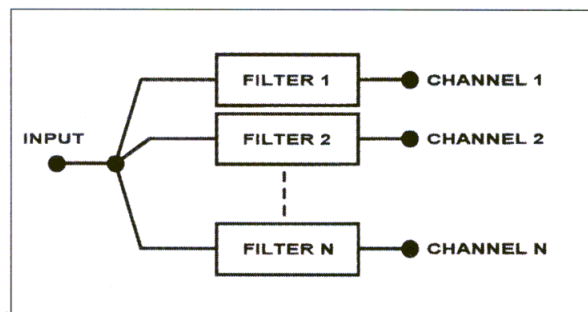 FILTER 1 CHANNEL 1
INPUT FILTER 2 CHANNEL 2
FILTER N CHANNEL N